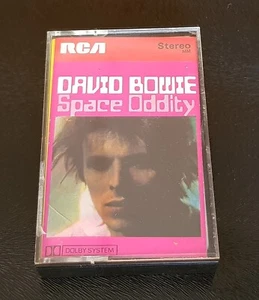 RCA Stereo
DAVID BOWIE
Space Oddity
DOLBY SYSTEM